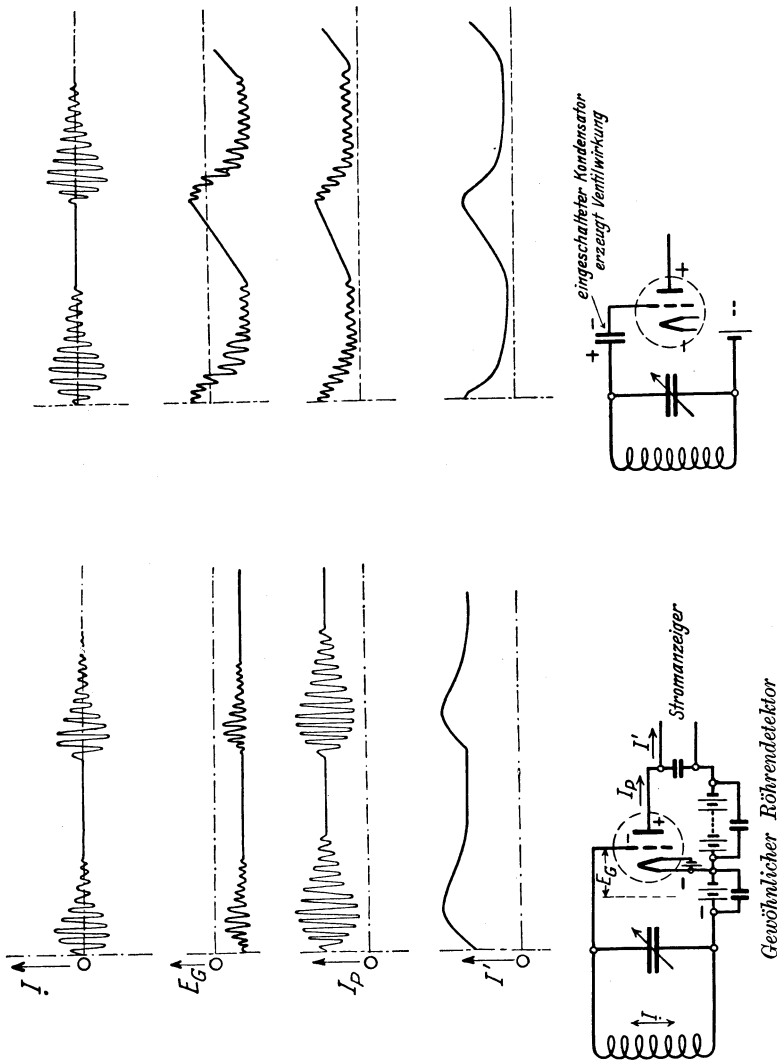 I
O
E_G
O
I_p
O
I'
O
I
E_G
I_p
I'
Stromanzeiger
+
-
-
Gewöhnlicher Röhrendetektor
eingeschalteter Kondensator
erzeugt Ventilwirkung
+ -
+
+